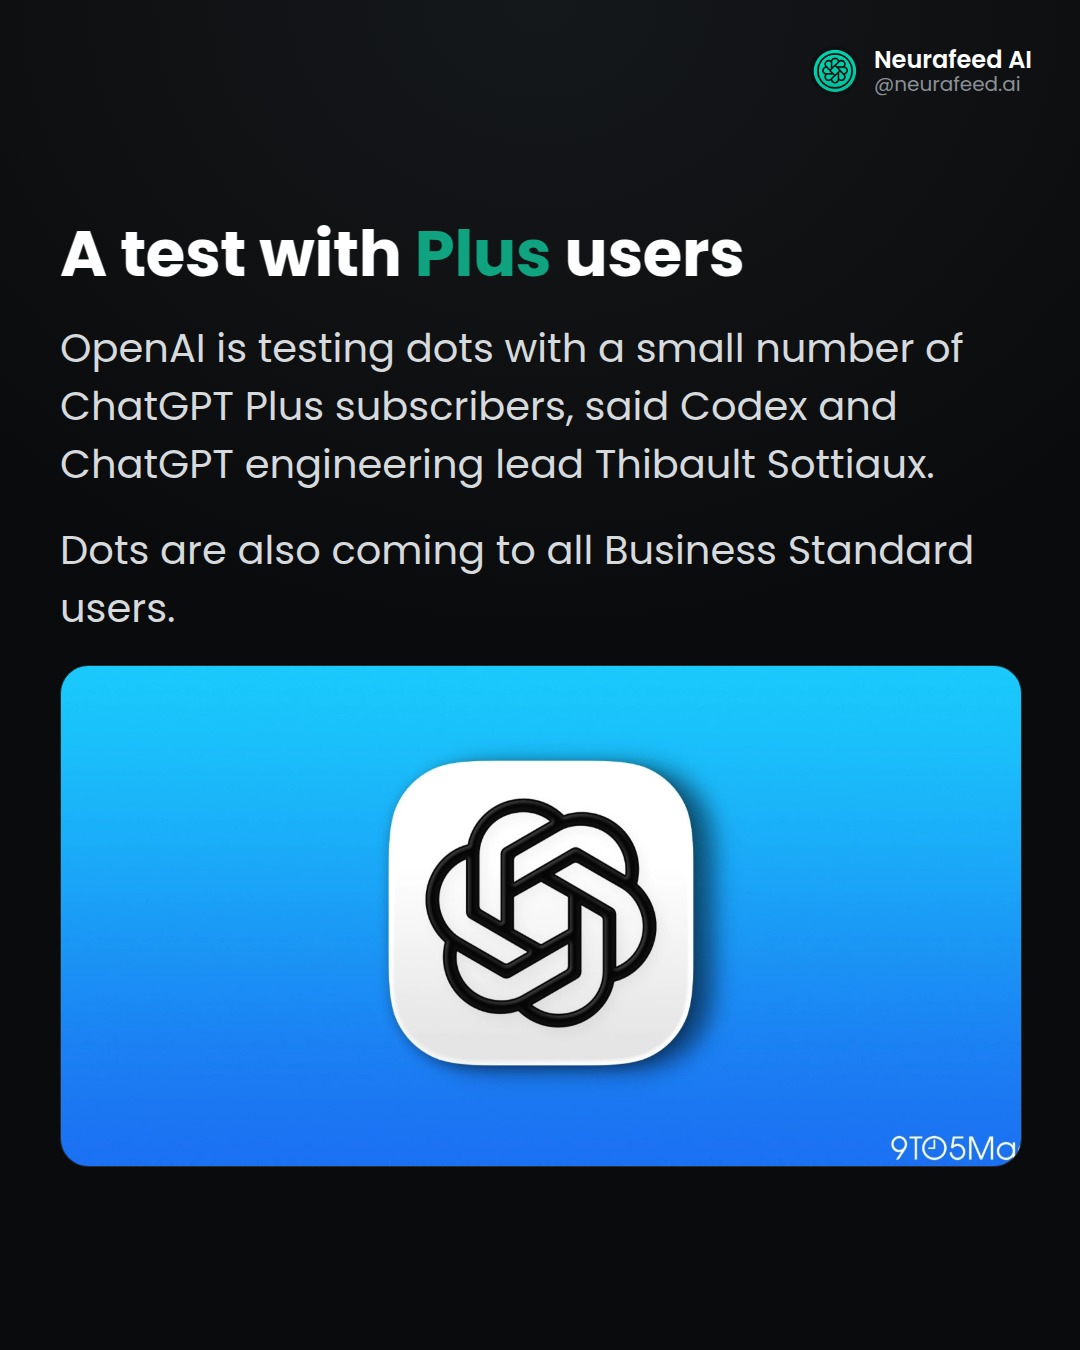 Neurafeed AI
@neurafeed.ai
A test with Plus users
OpenAI is testing dots with a small number of
ChatGPT Plus subscribers, said Codex and
ChatGPT engineering lead Thibault Sottiaux.
Dots are also coming to all Business Standard
users.
9TO5Ma